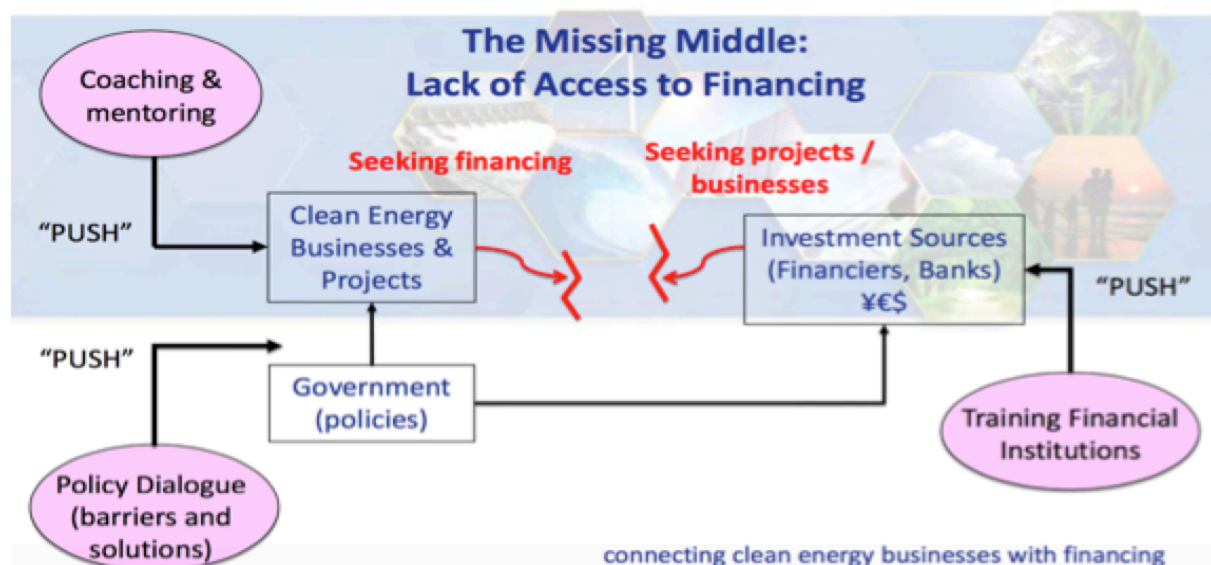 The Missing Middle:
Lack of Access to Financing
Coaching &
mentoring
Seeking financing
Seeking projects /
businesses
“PUSH”
Clean Energy
Businesses &
Projects
Investment Sources
(Financiers, Banks)
¥€$
“PUSH”
“PUSH”
Government
(policies)
Training Financial
Institutions
Policy Dialogue
(barriers and
solutions)
connecting clean energy businesses with financing